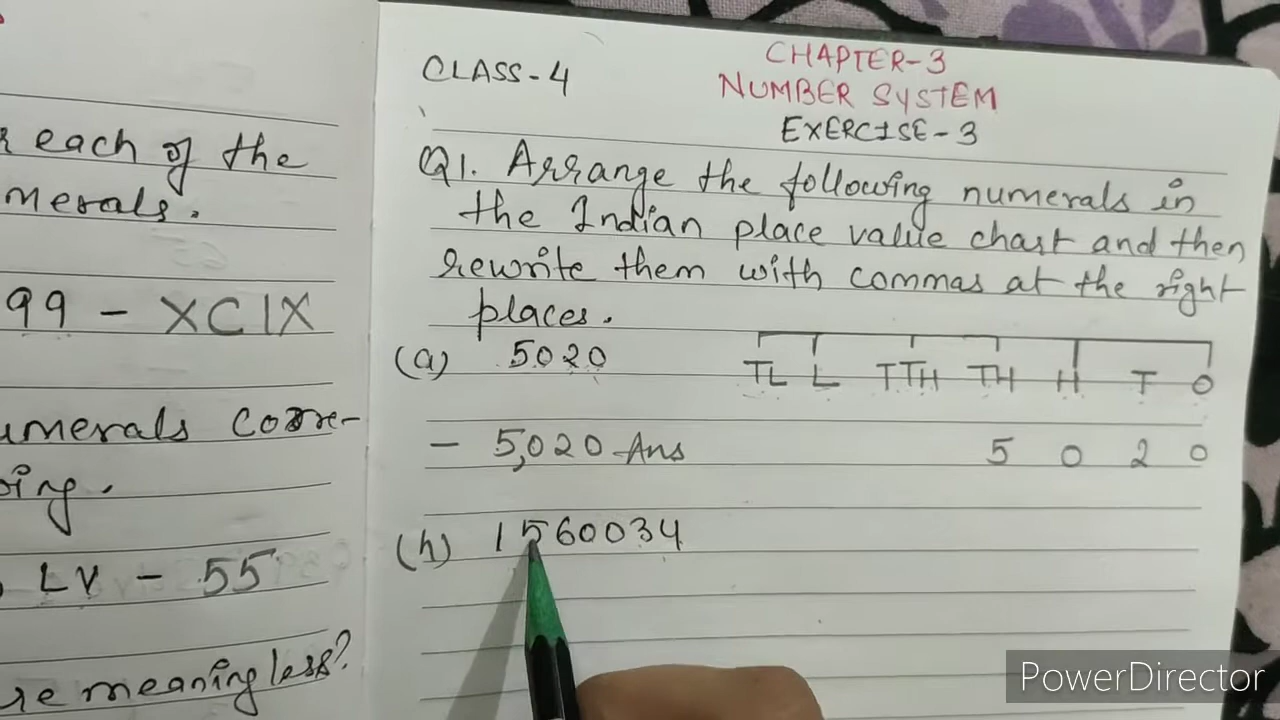 r each of the
merals.
99 - XCIX
umerals corre-
ing.
LV - 55
re meaningless?
CLASS-4
CHAPTER-3
NUMBER SYSTEM
EXERCISE-3
Q1. Arrange the following numerals in
the Indian place value chart and then
rewrite them with commas at the right
places.
(a) 5020 TL L TTH TH H T O
- 5,020 Ans 5 0 2 0
(h) 1560034
PowerDirector